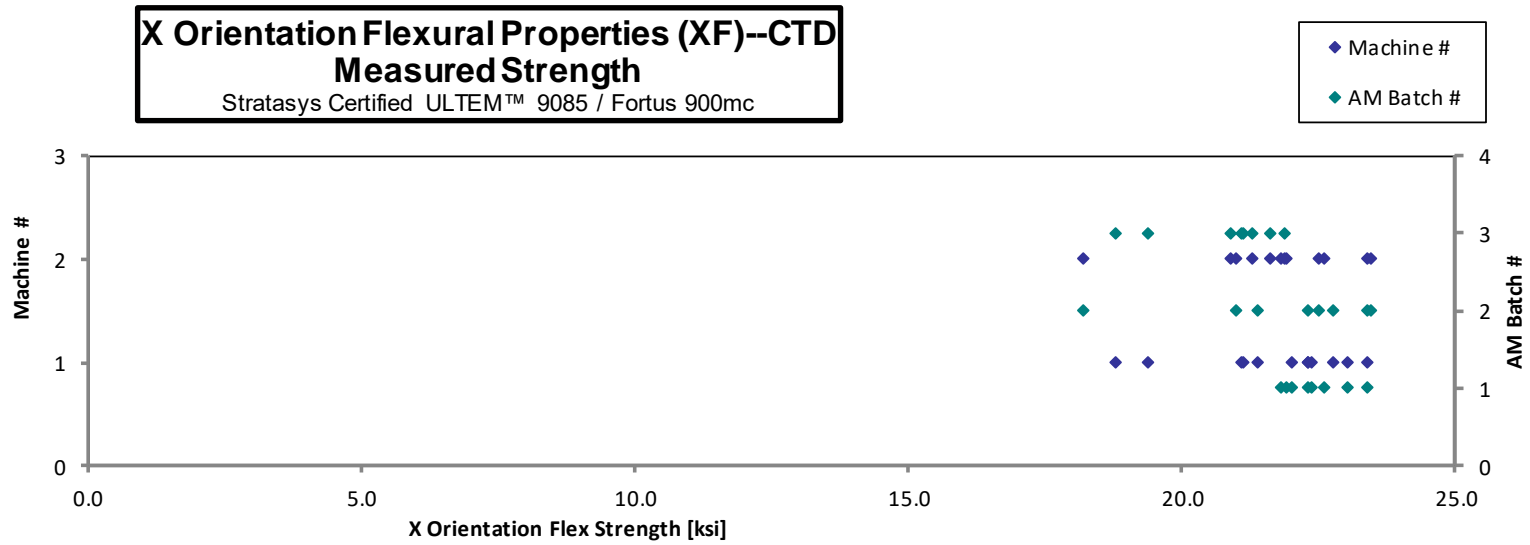 X Orientation Flexural Properties (XF)--CTD
Measured Strength
Stratasys Certified ULTEM™ 9085 / Fortus 900mc
Machine #
AM Batch #
3
2
1
0
Machine #
4
3
2
1
0
AM Batch #
0.0 5.0 10.0 15.0 20.0 25.0
X Orientation Flex Strength [ksi]